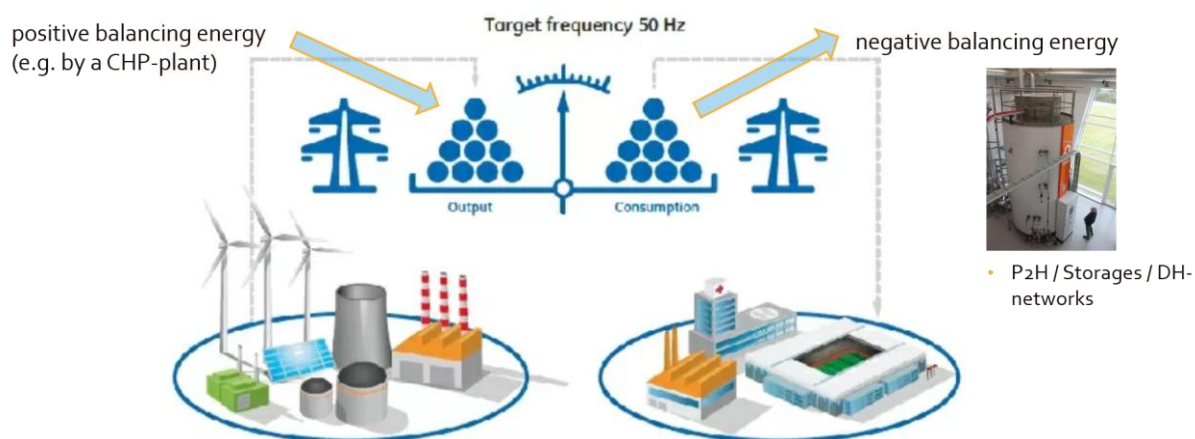 Target frequency 50 Hz
positive balancing energy
(e.g. by a CHP-plant)
negative balancing energy
Output
Consumption
• P2H / Storages / DH-
networks